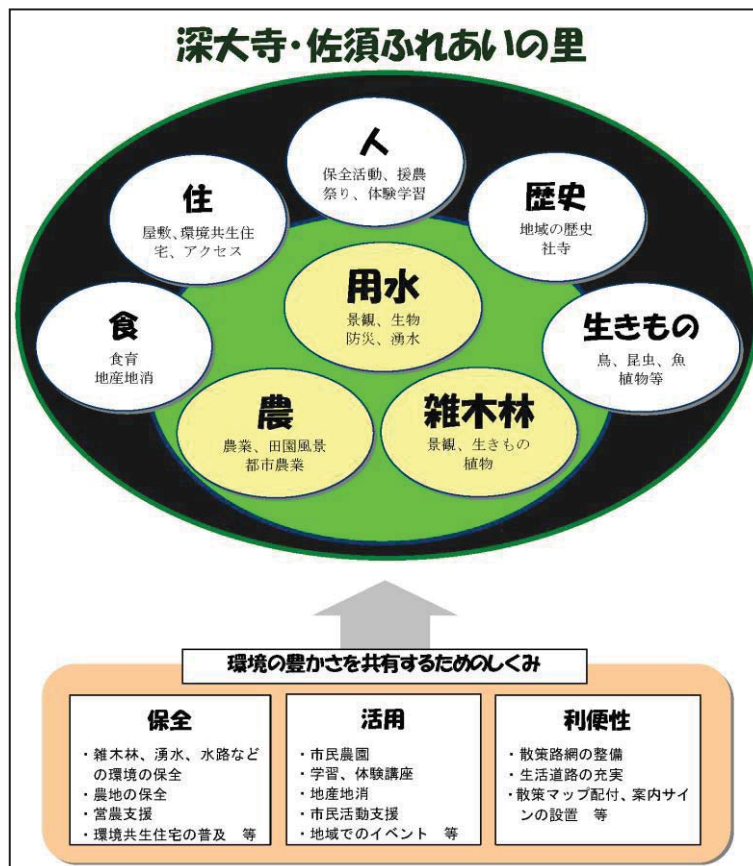 深大寺・佐須ふれあいの里
人
保全活動、援農
祭り、体験学習
住
屋敷、環境共生住
宅、アクセス
歴史
地域の歴史
社寺
用水
景観、生物
防災、湧水
食
食育
地産地消
生きもの
鳥、昆虫、魚
植物等
農
農業、田園風景
都市農業
雑木林
景観、生きもの
植物
環境の豊かさを共有するためのしくみ
保全
・雑木林、湧水、水路など
の環境の保全
・農地の保全
・営農支援
・環境共生住宅の普及 等
活用
・市民農園
・学習、体験講座
・地産地消
・市民活動支援
・地域でのイベント 等
利便性
・散策路網の整備
・生活道路の充実
・散策マップ配付、案内サイ
ンの設置 等